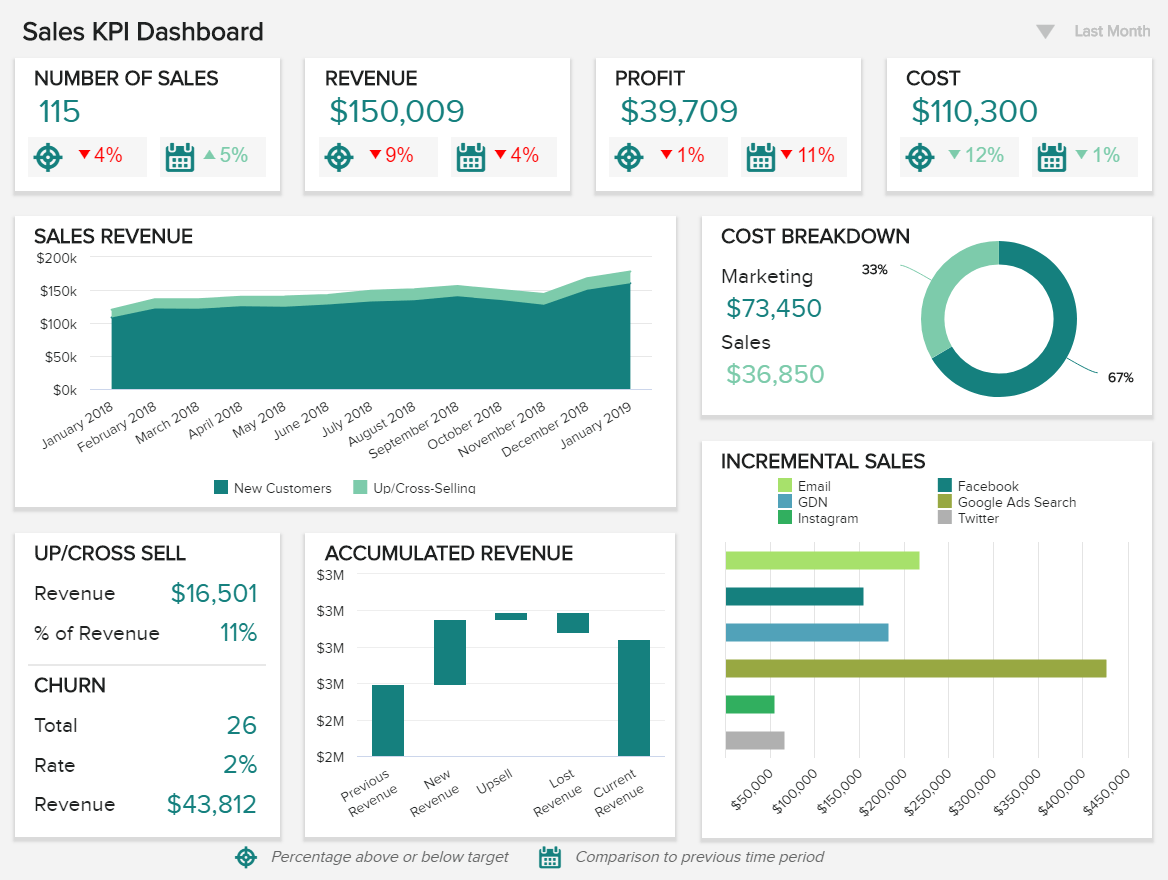 Sales KPI Dashboard
Last Month
NUMBER OF SALES
115
4%
5%
REVENUE
$150,009
9%
4%
PROFIT
$39,709
1%
11%
COST
$110,300
12%
1%
SALES REVENUE
$200k
$150k
$100k
$50k
$0k
January 2018
February 2018
March 2018
April 2018
May 2018
June 2018
July 2018
August 2018
September 2018
October 2018
November 2018
December 2018
January 2019
New Customers
Up/Cross-Selling
COST BREAKDOWN
Marketing
$73,450
Sales
$36,850
33%
67%
INCREMENTAL SALES
Email
Facebook
GDN
Google Ads Search
Instagram
Twitter
$50,000
$100,000
$150,000
$200,000
$250,000
$300,000
$350,000
$400,000
$450,000
UP/CROSS SELL
Revenue
$16,501
% of Revenue
11%
CHURN
Total
26
Rate
2%
Revenue
$43,812
ACCUMULATED REVENUE
$3M
$3M
$3M
$3M
$2M
$2M
Previous
Revenue
New
Revenue
Upsell
Lost
Revenue
Current
Revenue
Percentage above or below target
Comparison to previous time period